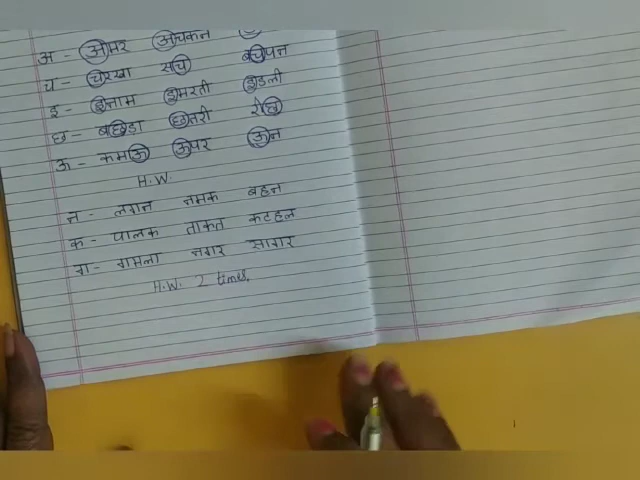 अ - अमर अचकन
च - चरखा सच बचपन
इ - इनाम इमरती इडली
छ - बछड़ा छतरी रीछ
ऊ - कमऊ ऊपर ऊन
H.W.
न - लगन नमक बहन
क - पालक ताकत कटहल
ग - गमला नगर सागर
H.W. 2 times.